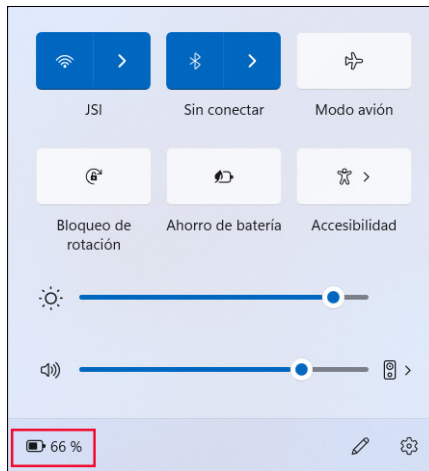 JSI
Sin conectar
Modo avión
Bloqueo de
rotación
Ahorro de batería
Accesibilidad
66 %